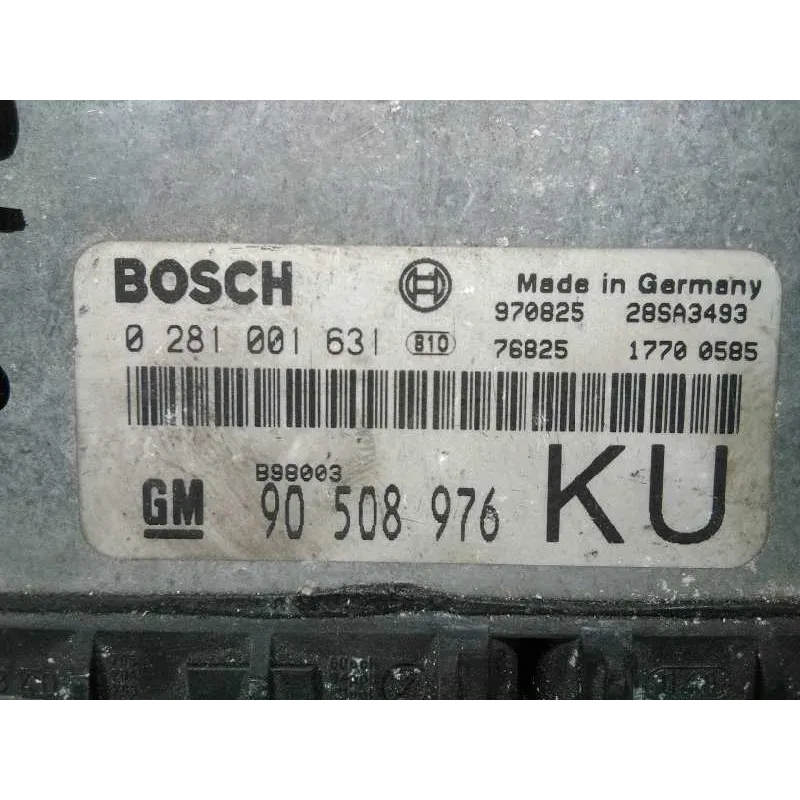 BOSCH Made in Germany
970825 28SA3493
0 281 001 631 810 76825 1770 0585
B98003
GM 90 508 976 KU